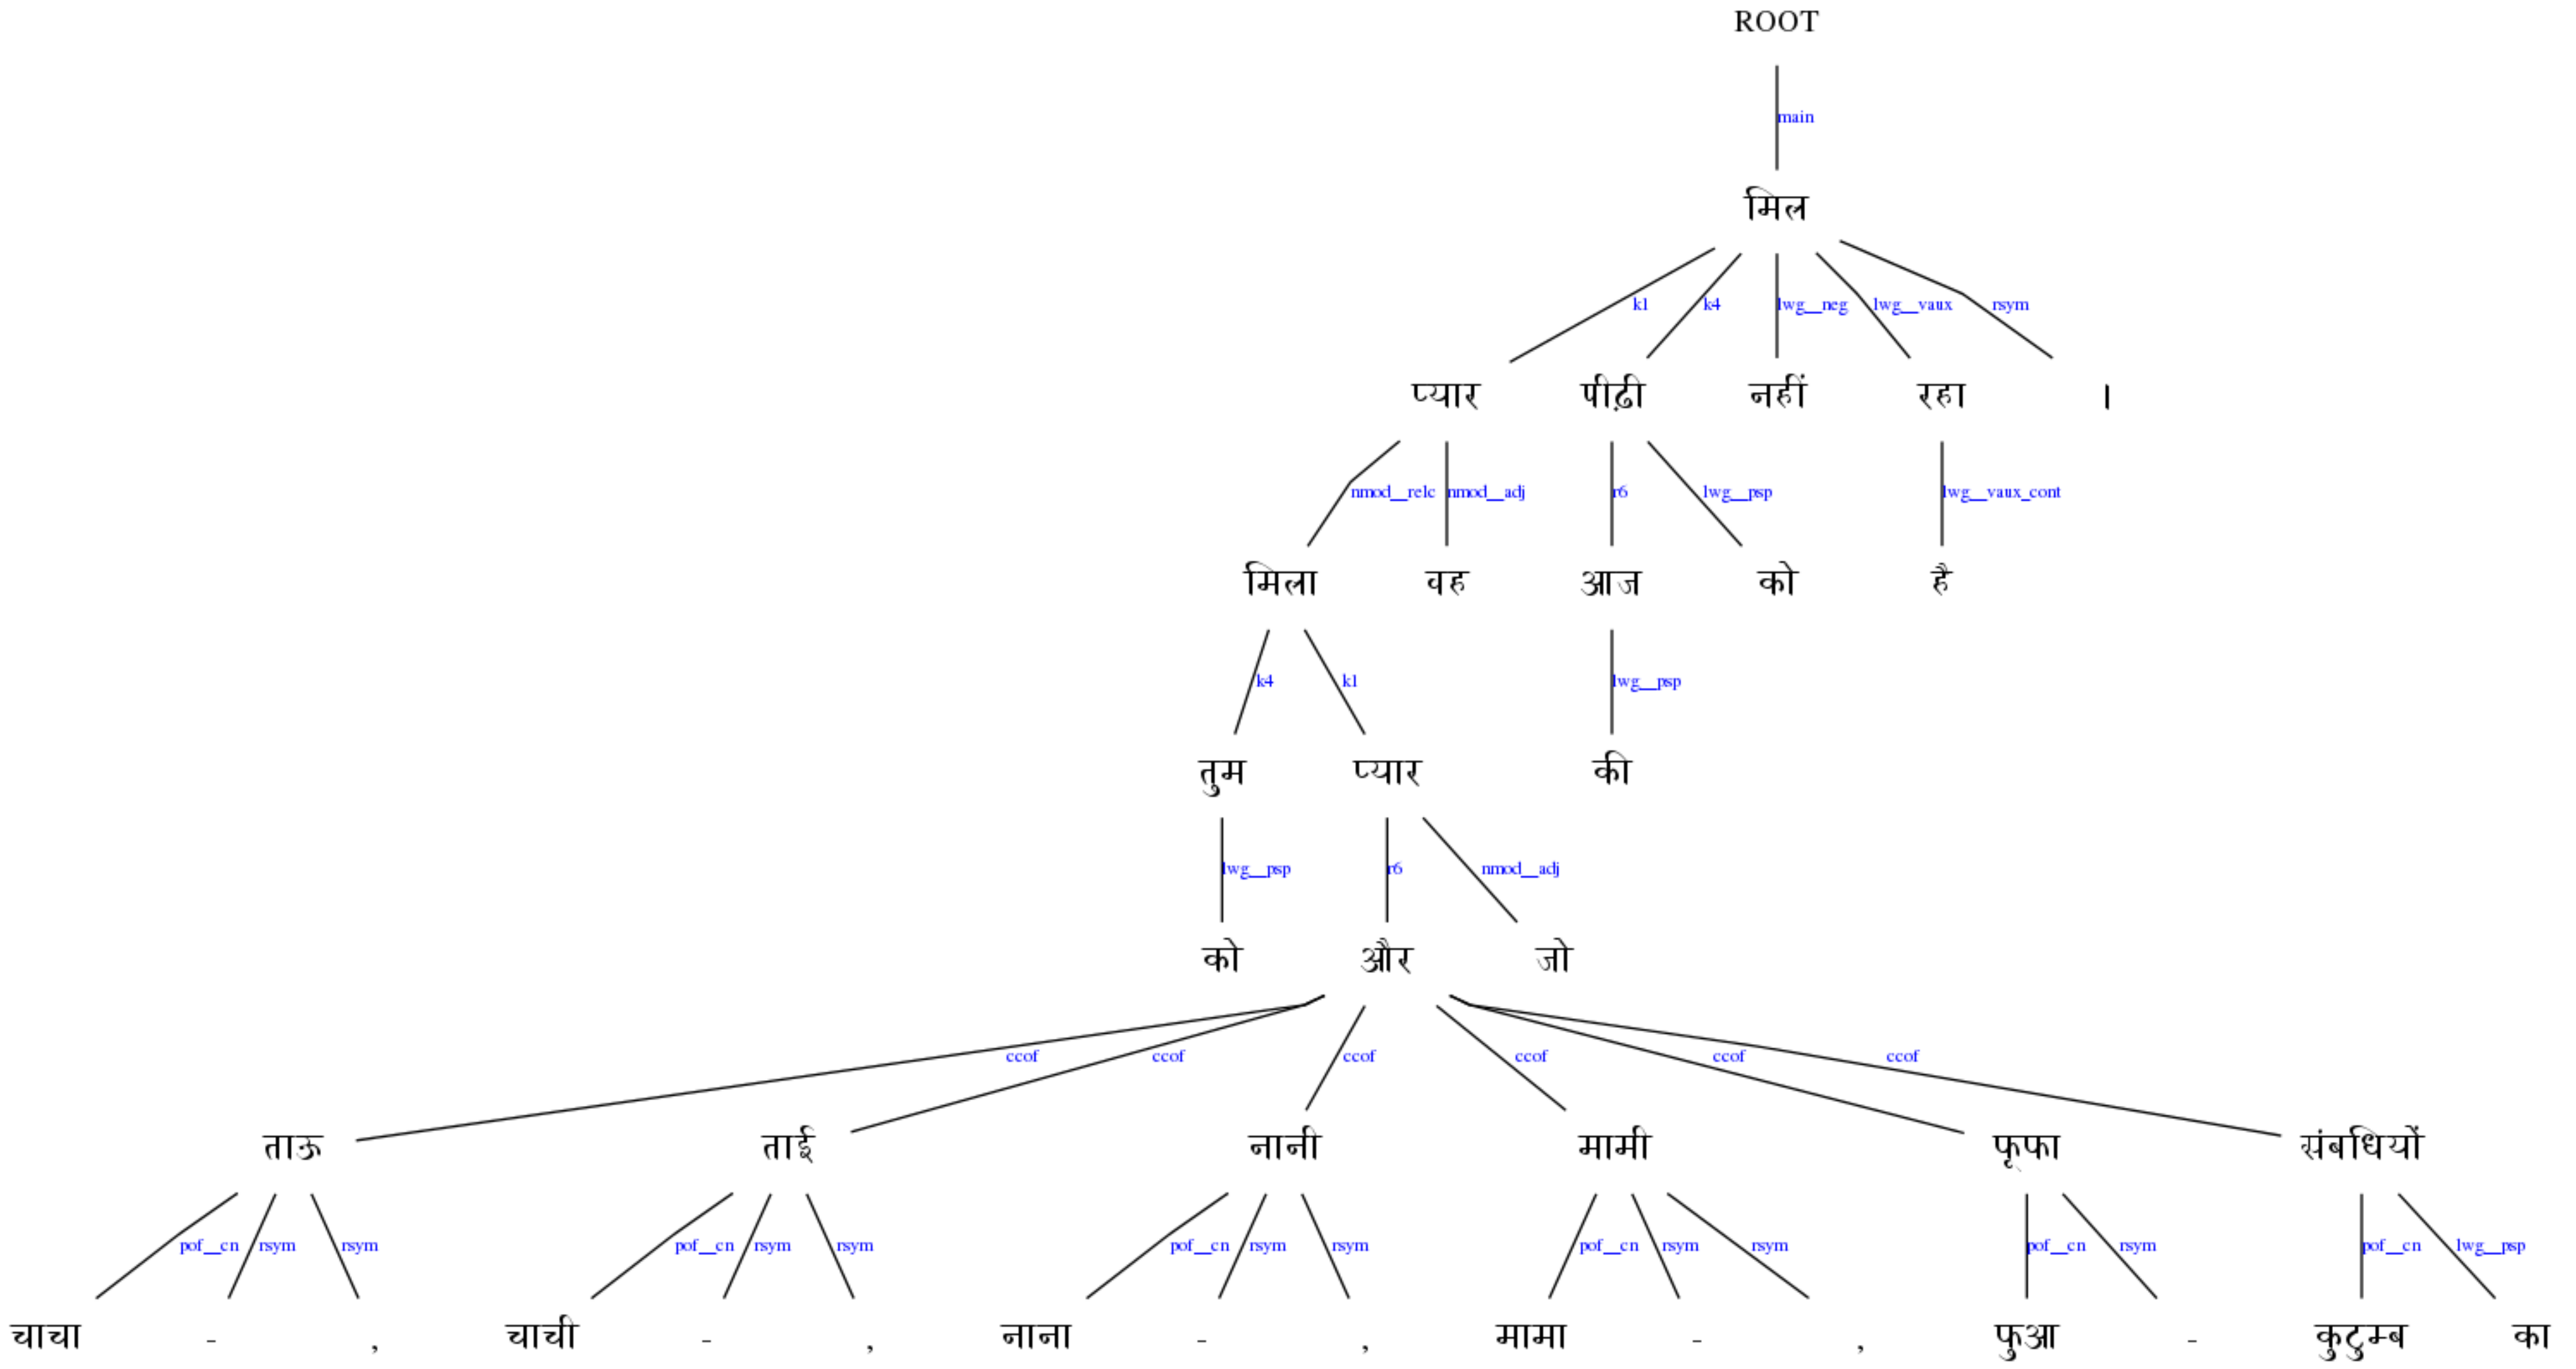 ROOT
main
मिल
k1 k4 lwg__neg lwg__vaux rsym
प्यार पीढ़ी नहीं रहा ।
nmod__relc nmod__adj r6 lwg__psp lwg__vaux_cont
मिला वह आज को है
k4 k1 lwg__psp
तुम प्यार की
lwg__psp r6 nmod__adj
को और जो
ccof ccof ccof ccof ccof ccof
ताऊ ताई नानी मामी फूफा संबधियों
pof__cn rsym rsym pof__cn rsym rsym pof__cn rsym rsym pof__cn rsym rsym pof__cn rsym pof__cn lwg__psp
चाचा - , चाची - , नाना - , मामा - , फुआ - कुटुम्ब का